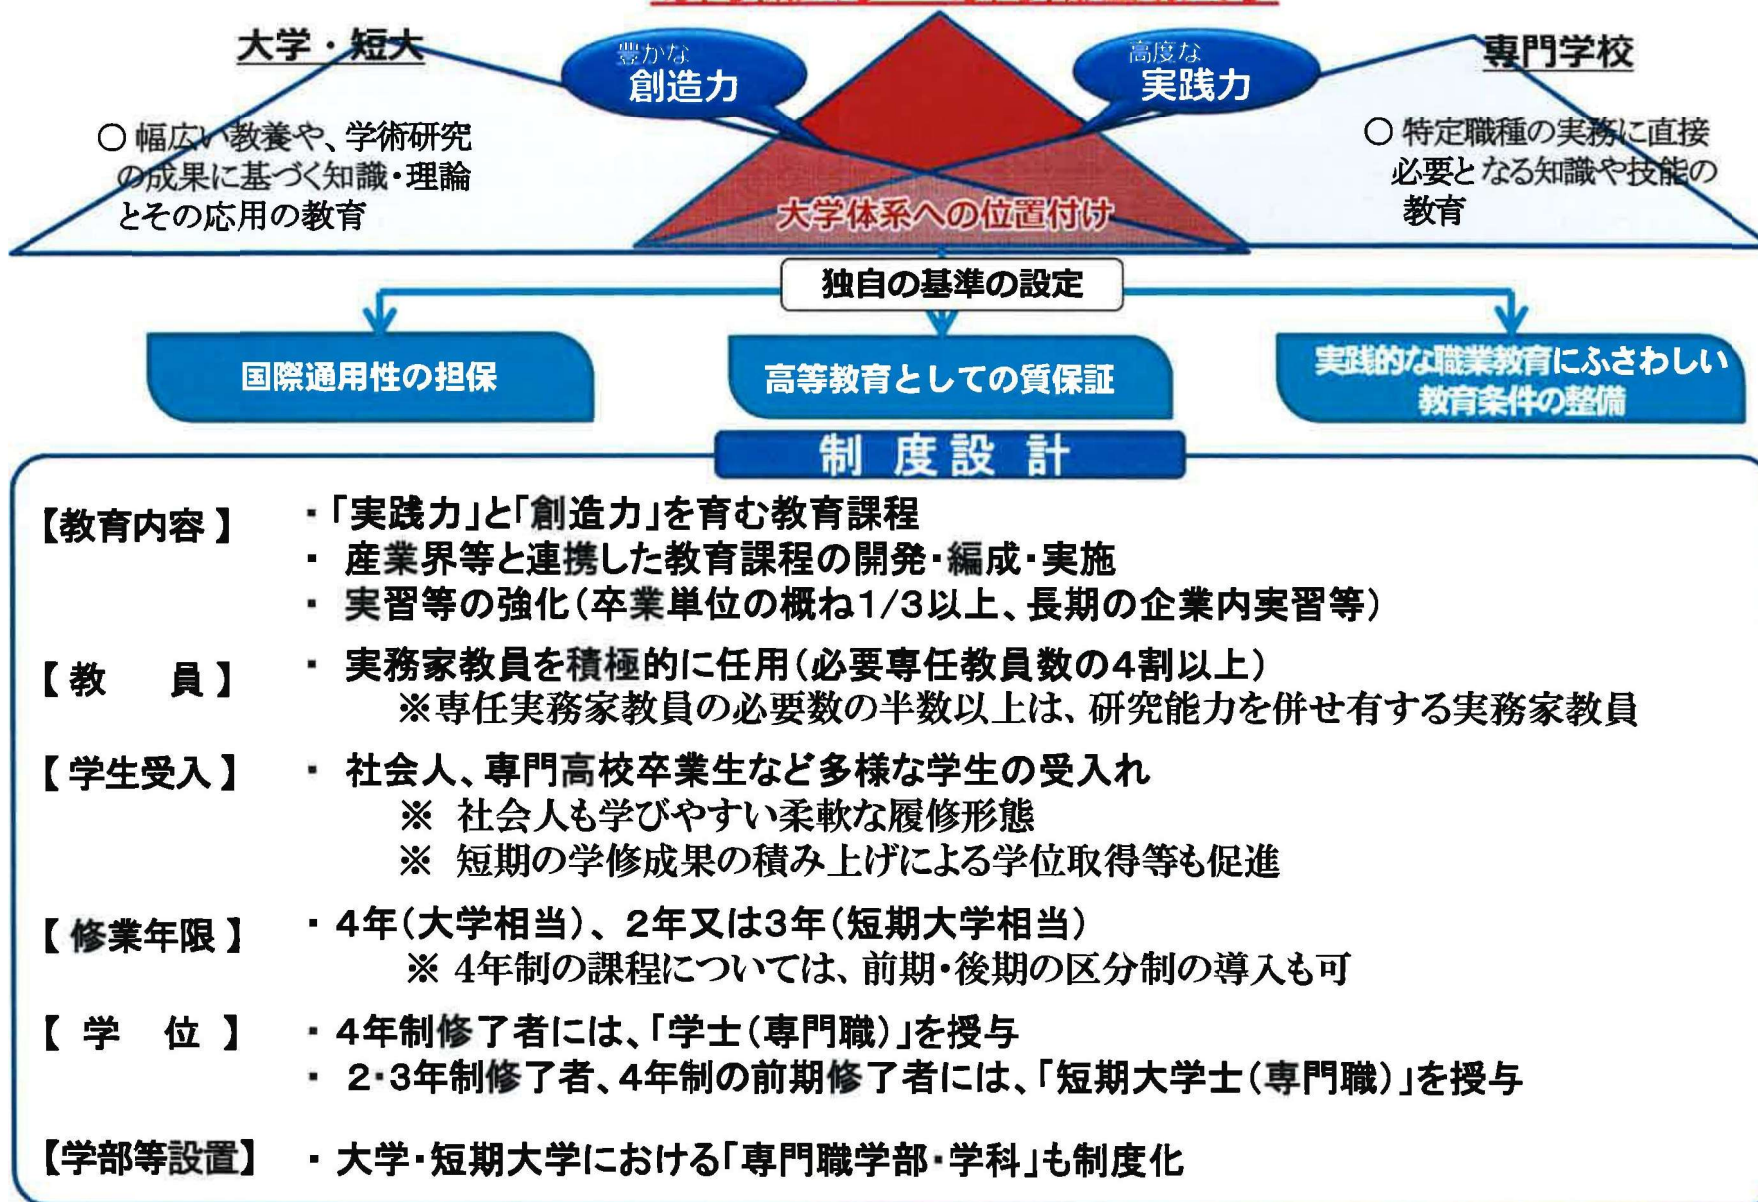 大学・短大
豊かな
創造力
高度な
実践力
専門学校
○ 幅広い教養や、学術研究
の成果に基づく知識・理論
とその応用の教育
○ 特定職種の実務に直接
必要となる知識や技能の
教育
大学体系への位置付け
独自の基準の設定
国際通用性の担保
高等教育としての質保証
実践的な職業教育にふさわしい
教育条件の整備
制度設計
【教育内容】 ・「実践力」と「創造力」を育む教育課程
・ 産業界等と連携した教育課程の開発・編成・実施
・ 実習等の強化(卒業単位の概ね1/3以上、長期の企業内実習等)
【教 員】 ・ 実務家教員を積極的に任用(必要専任教員数の4割以上)
※専任実務家教員の必要数の半数以上は、研究能力を併せ有する実務家教員
【学生受入】 ・ 社会人、専門高校卒業生など多様な学生の受入れ
※ 社会人も学びやすい柔軟な履修形態
※ 短期の学修成果の積み上げによる学位取得等も促進
【修業年限】 ・4年(大学相当)、2年又は3年(短期大学相当)
※ 4年制の課程については、前期・後期の区分制の導入も可
【学 位】 ・4年制修了者には、「学士(専門職)」を授与
・ 2・3年制修了者、4年制の前期修了者には、「短期大学士(専門職)」を授与
【学部等設置】 ・大学・短期大学における「専門職学部・学科」も制度化